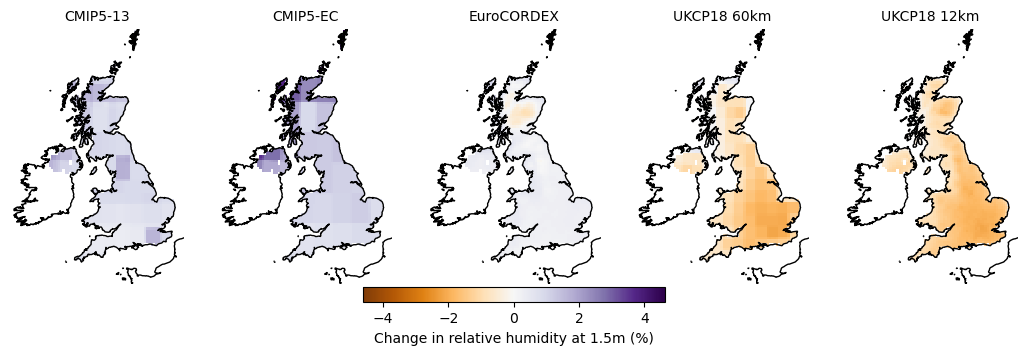 CMIP5-13 CMIP5-EC EuroCORDEX UKCP18 60km UKCP18 12km
−4 −2 0 2 4
Change in relative humidity at 1.5m (%)